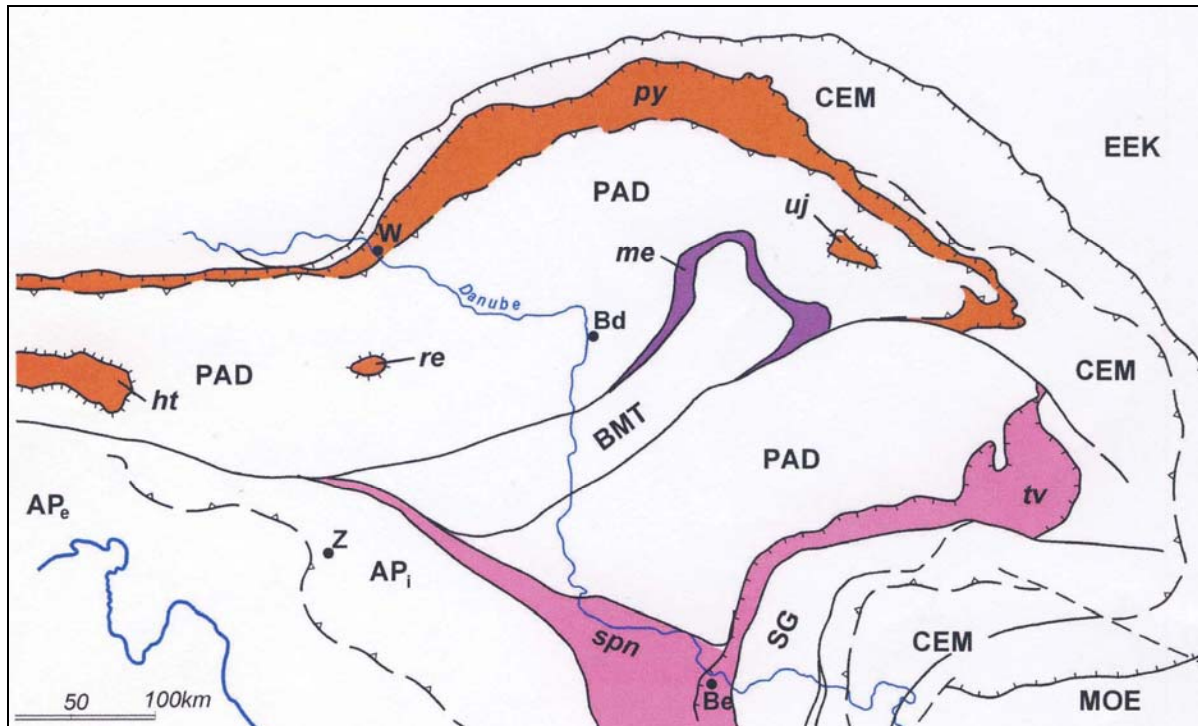 py
CEM
EEK
PAD
uj
W
me
Danube
Bd
re
PAD
ht
CEM
BMT
PAD
tv
APe
Z
APi
spn
SG
CEM
Be
MOE
50 100km